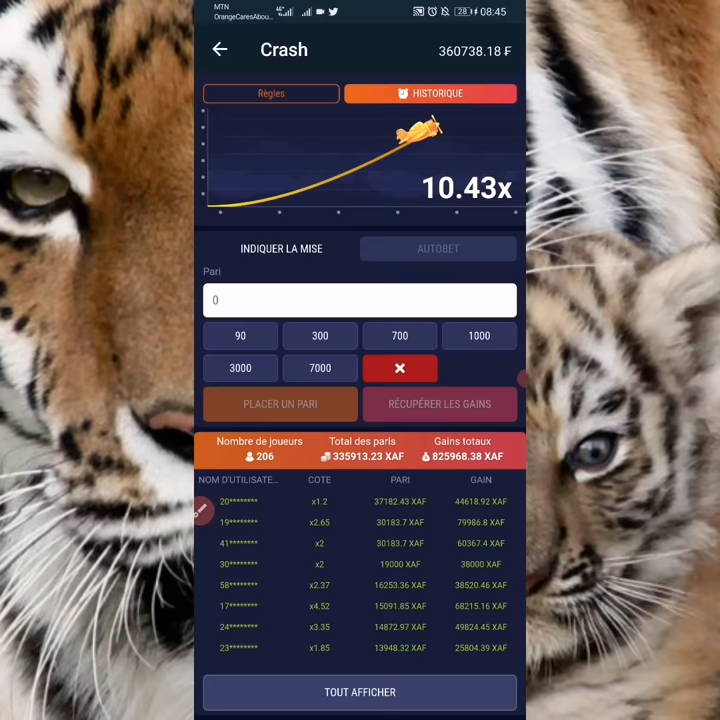 MTN
OrangeCaresAbou...
4G+
28
08:45
Crash
360738.18 ₣
Règles
HISTORIQUE
10.43x
INDIQUER LA MISE
AUTOBET
Pari
0
90 300 700 1000
3000 7000
PLACER UN PARI
RÉCUPÉRER LES GAINS
Nombre de joueurs Total des paris Gains totaux
206 335913.23 XAF 825968.38 XAF
NOM D'UTILISATE... COTE PARI GAIN
20******** x1.2 37182.43 XAF 44618.92 XAF
19******** x2.65 30183.7 XAF 79986.8 XAF
41******** x2 30183.7 XAF 60367.4 XAF
30******** x2 19000 XAF 38000 XAF
58******** x2.37 16253.36 XAF 38520.46 XAF
17******** x4.52 15091.85 XAF 68215.16 XAF
24******** x3.35 14872.97 XAF 49824.45 XAF
23******** x1.85 13948.32 XAF 25804.39 XAF
TOUT AFFICHER